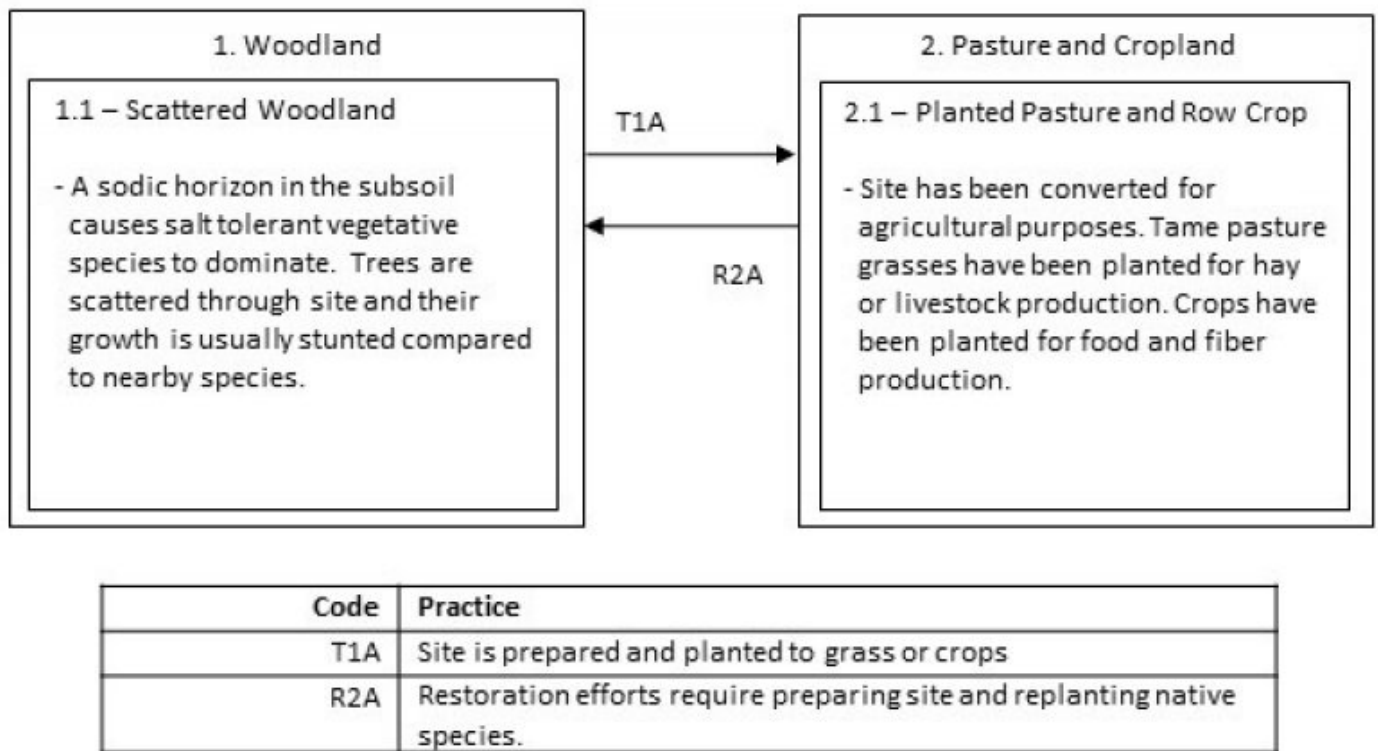 1. Woodland
1.1 – Scattered Woodland
- A sodic horizon in the subsoil
causes salt tolerant vegetative
species to dominate. Trees are
scattered through site and their
growth is usually stunted compared
to nearby species.
T1A
R2A
2. Pasture and Cropland
2.1 – Planted Pasture and Row Crop
- Site has been converted for
agricultural purposes. Tame pasture
grasses have been planted for hay
or livestock production. Crops have
been planted for food and fiber
production.
Code Practice
T1A Site is prepared and planted to grass or crops
R2A Restoration efforts require preparing site and replanting native
species.